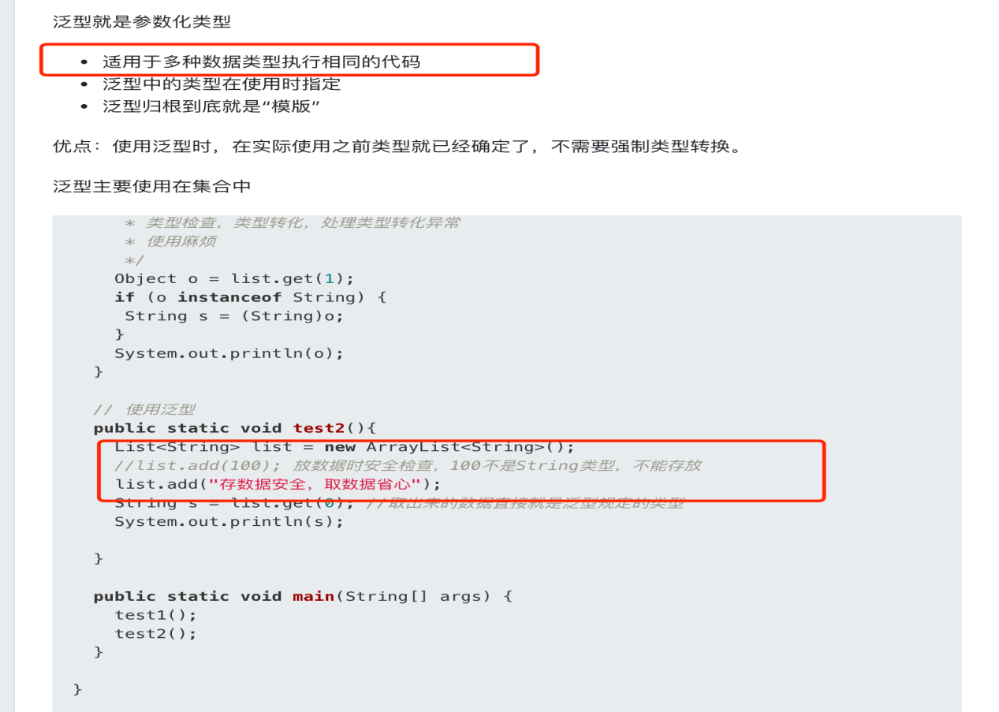 泛型就是参数化类型
• 适用于多种数据类型执行相同的代码
• 泛型中的类型在使用时指定
• 泛型归根到底就是“模版”
优点：使用泛型时，在实际使用之前类型就已经确定了，不需要强制类型转换。
泛型主要使用在集合中
* 类型检查，类型转化，处理类型转化异常
* 使用麻烦
*/
Object o = list.get(1);
if (o instanceof String) {
String s = (String)o;
}
System.out.println(o);
}
// 使用泛型
public static void test2(){
List<String> list = new ArrayList<String>();
//list.add(100); 放数据时安全检查，100不是String类型，不能存放
list.add("存数据安全，取数据省心");
String s = list.get(0); //取出来的数据直接就是泛型规定的类型
System.out.println(s);
}
public static void main(String[] args) {
test1();
test2();
}
}